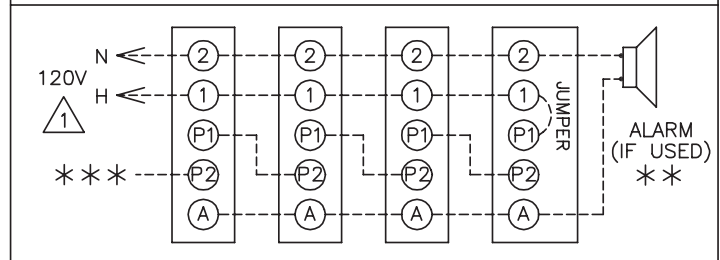 N 2 2 2 2
120V H 1 1 1 1
1 P1 P1 P1 P1 JUMPER
*** P2 P2 P2 P2
A A A A
ALARM
(IF USED)
**